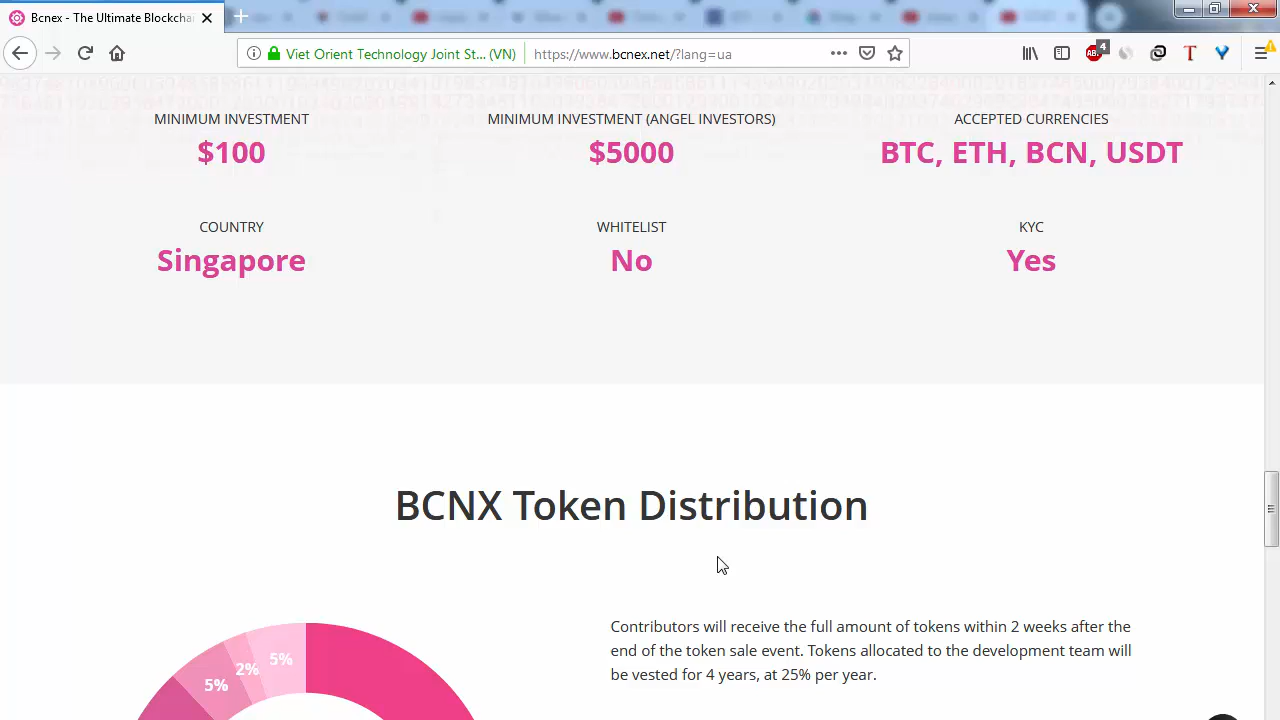 Bcnex - The Ultimate Blockcha
Viet Orient Technology Joint St... (VN)
https://www.bcnex.net/?lang=ua
4
MINIMUM INVESTMENT
$100
MINIMUM INVESTMENT (ANGEL INVESTORS)
$5000
ACCEPTED CURRENCIES
BTC, ETH, BCN, USDT
COUNTRY
Singapore
WHITELIST
No
KYC
Yes
BCNX Token Distribution
Contributors will receive the full amount of tokens within 2 weeks after the
end of the token sale event. Tokens allocated to the development team will
be vested for 4 years, at 25% per year.
5%
2%
5%